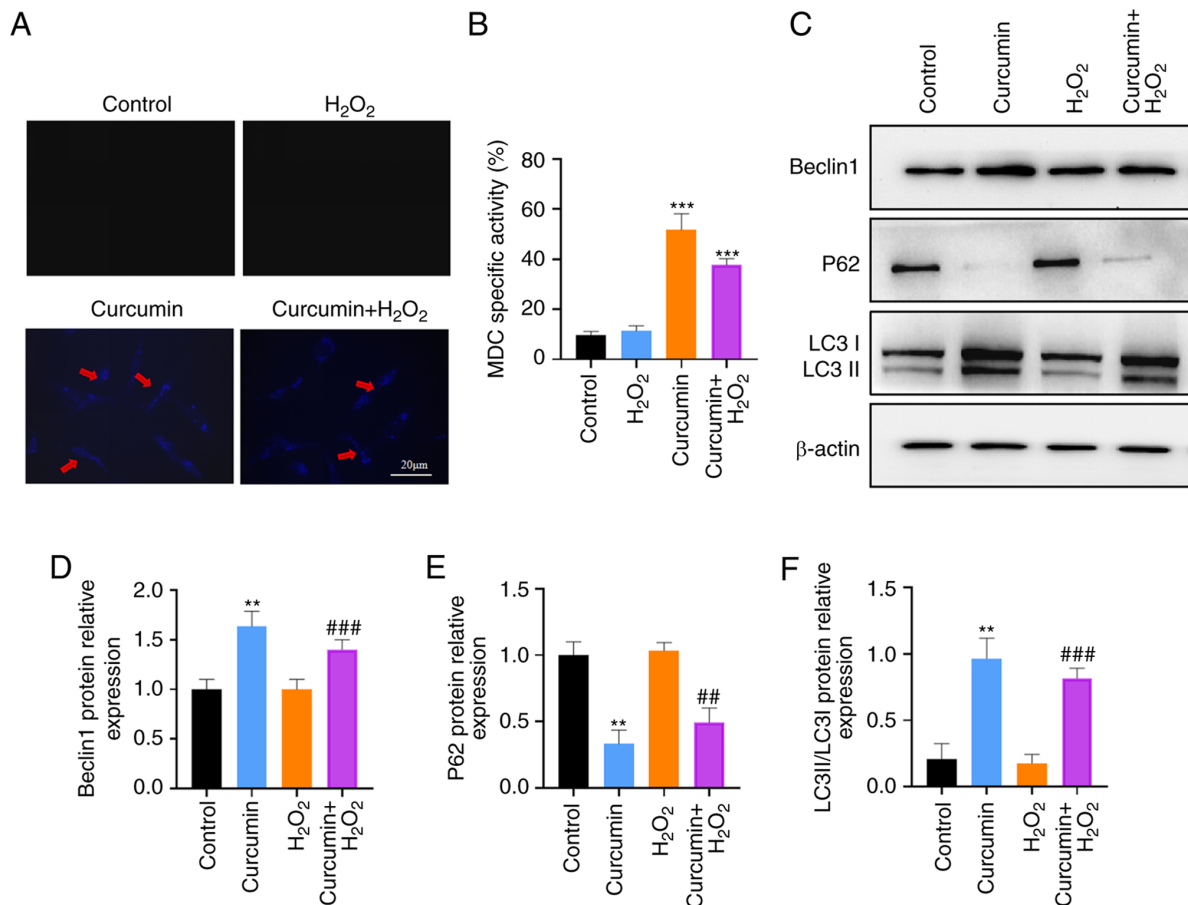 A
Control
H₂O₂
Curcumin
Curcumin+H₂O₂
20μm
B
MDC specific activity (%)
80
60
40
20
0
***
***
Control
H₂O₂
Curcumin
Curcumin+
H₂O₂
C
Control
Curcumin
H₂O₂
Curcumin+
H₂O₂
Beclin1
P62
LC3 I
LC3 II
β-actin
D
Beclin1 protein relative
expression
2.0
1.5
1.0
0.5
0.0
**
###
Control
Curcumin
H₂O₂
Curcumin+
H₂O₂
E
P62 protein relative
expression
1.5
1.0
0.5
0.0
**
##
Control
Curcumin
H₂O₂
Curcumin+
H₂O₂
F
LC3II/LC3I protein relative
expression
1.5
1.0
0.5
0.0
**
###
Control
Curcumin
H₂O₂
Curcumin+
H₂O₂